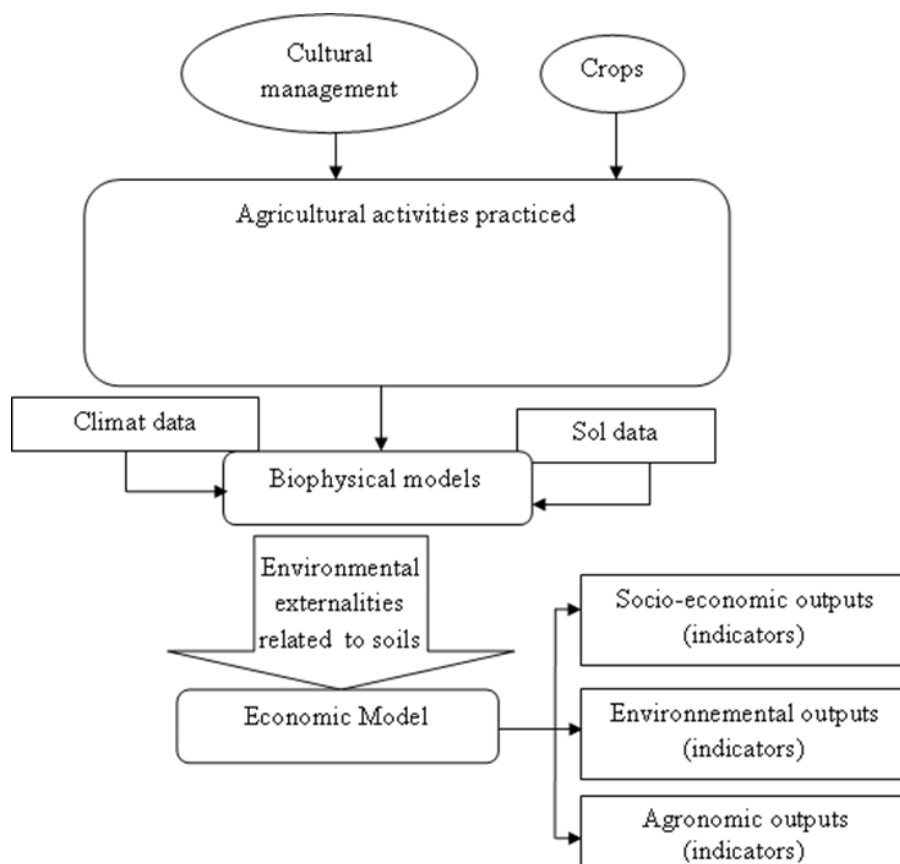 Cultural
management
Crops
Agricultural activities practiced
Climat data
Sol data
Biophysical models
Environmental
externalities
related to soils
Economic Model
Socio-economic outputs
(indicators)
Environnemental outputs
(indicators)
Agronomic outputs
(indicators)